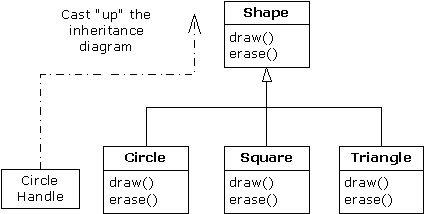 Cast "up" the
inheritance
diagram
Shape
draw()
erase()
Circle
Handle
Circle
draw()
erase()
Square
draw()
erase()
Triangle
draw()
erase()